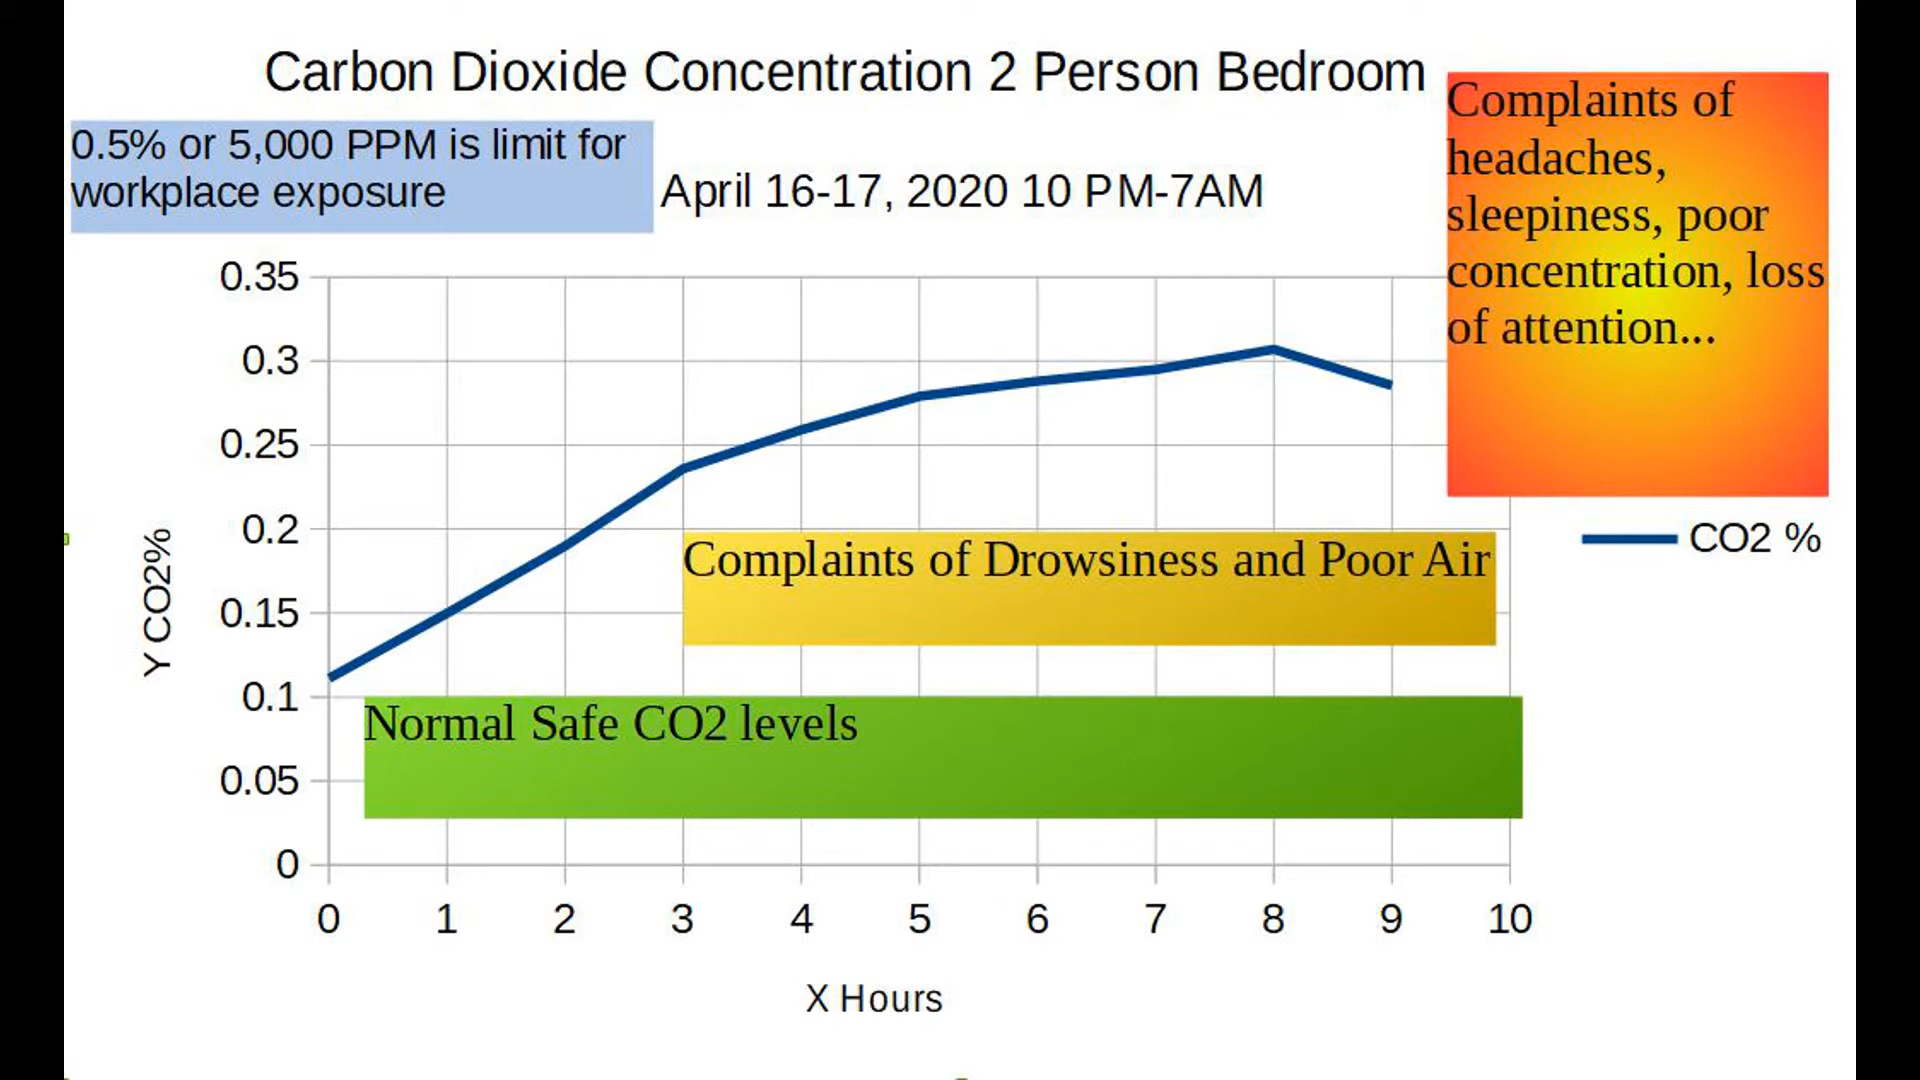 Carbon Dioxide Concentration 2 Person Bedroom
0.5% or 5,000 PPM is limit for
workplace exposure
April 16-17, 2020 10 PM-7AM
Complaints of
headaches,
sleepiness, poor
concentration, loss
of attention...
0.35
0.3
0.25
0.2
0.15
0.1
0.05
0
Y CO2%
Complaints of Drowsiness and Poor Air
Normal Safe CO2 levels
CO2 %
0 1 2 3 4 5 6 7 8 9 10
X Hours